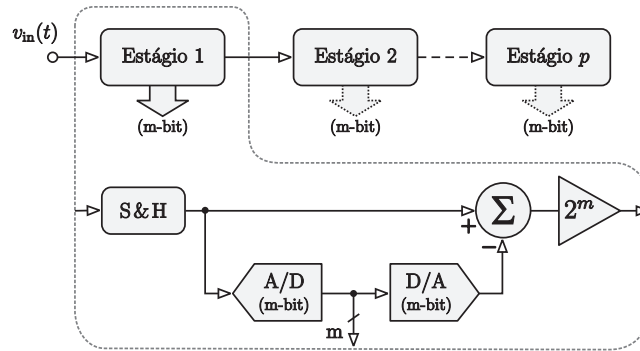 v_in(t)
Estágio 1
Estágio 2
Estágio p
(m-bit)
(m-bit)
(m-bit)
S&H
+
Σ
−
2^m
A/D
(m-bit)
D/A
(m-bit)
m